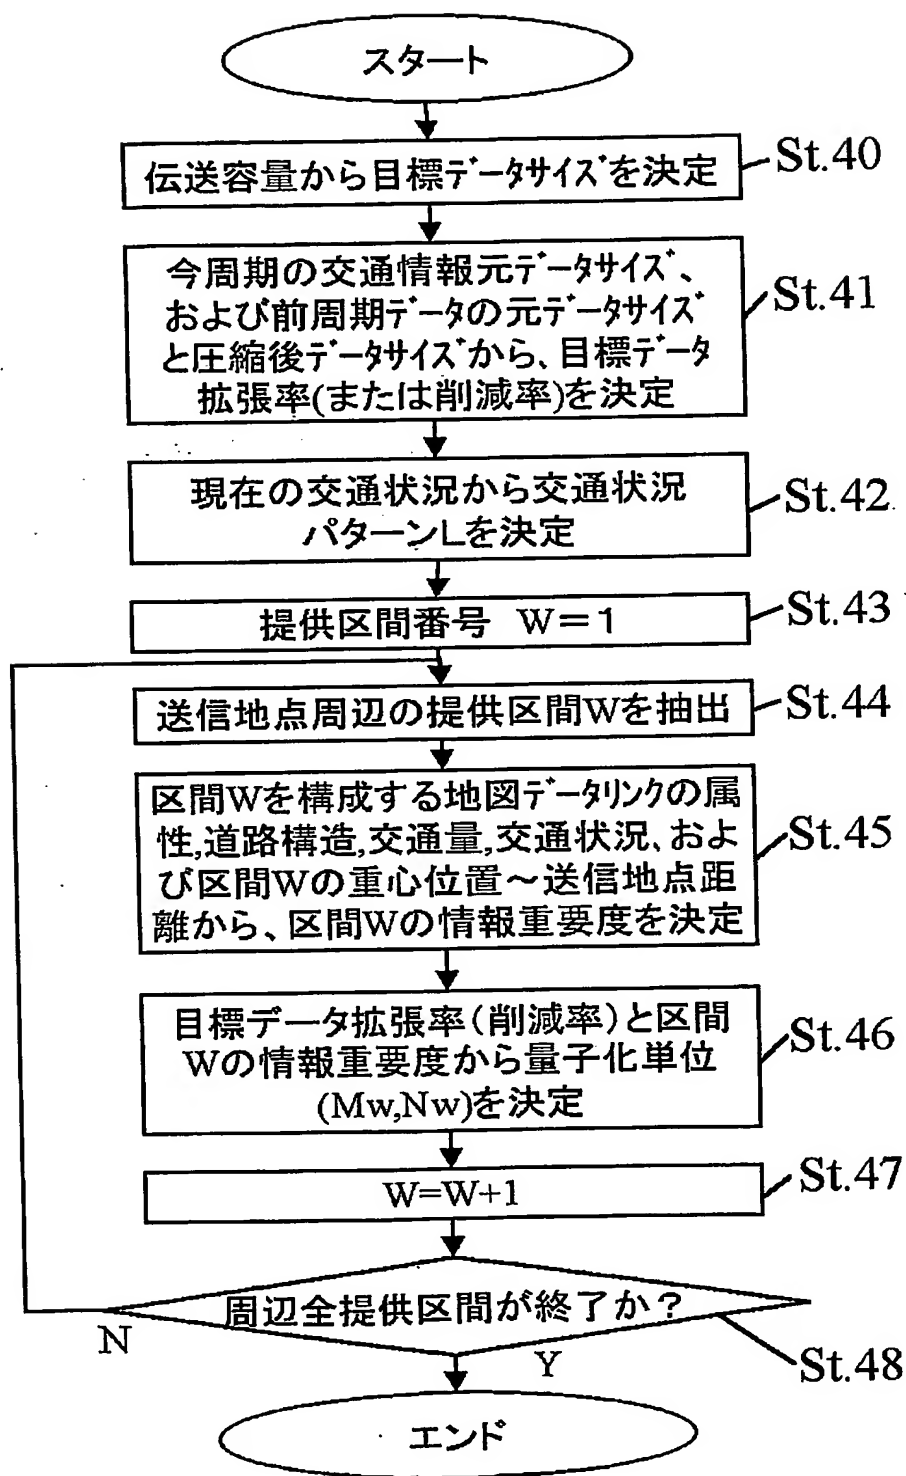 スタート
伝送容量から目標データサイズを決定
St.40
今周期の交通情報元データサイズ、
および前周期データの元データサイズ
と圧縮後データサイズから、目標データ
拡張率(または削減率)を決定
St.41
現在の交通状況から交通状況
パターンLを決定
St.42
提供区間番号 W=1
St.43
送信地点周辺の提供区間Wを抽出
St.44
区間Wを構成する地図データリンクの属
性,道路構造,交通量,交通状況、およ
び区間Wの重心位置~送信地点距
離から、区間Wの情報重要度を決定
St.45
目標データ拡張率(削減率)と区間
Wの情報重要度から量子化単位
(Mw,Nw)を決定
St.46
W=W+1
St.47
周辺全提供区間が終了か?
St.48
N
Y
エンド